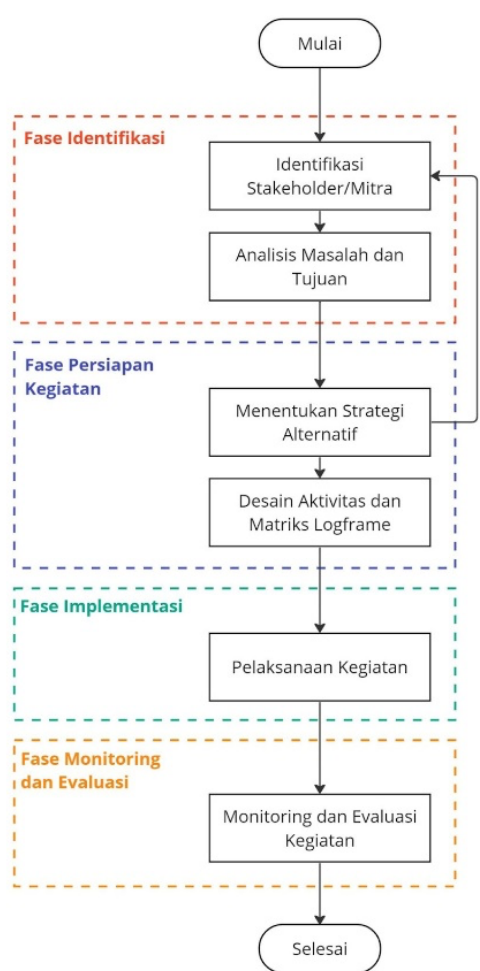 Mulai
Fase Identifikasi
Identifikasi
Stakeholder/Mitra
Analisis Masalah dan
Tujuan
Fase Persiapan
Kegiatan
Menentukan Strategi
Alternatif
Desain Aktivitas dan
Matriks Logframe
Fase Implementasi
Pelaksanaan Kegiatan
Fase Monitoring
dan Evaluasi
Monitoring dan Evaluasi
Kegiatan
Selesai